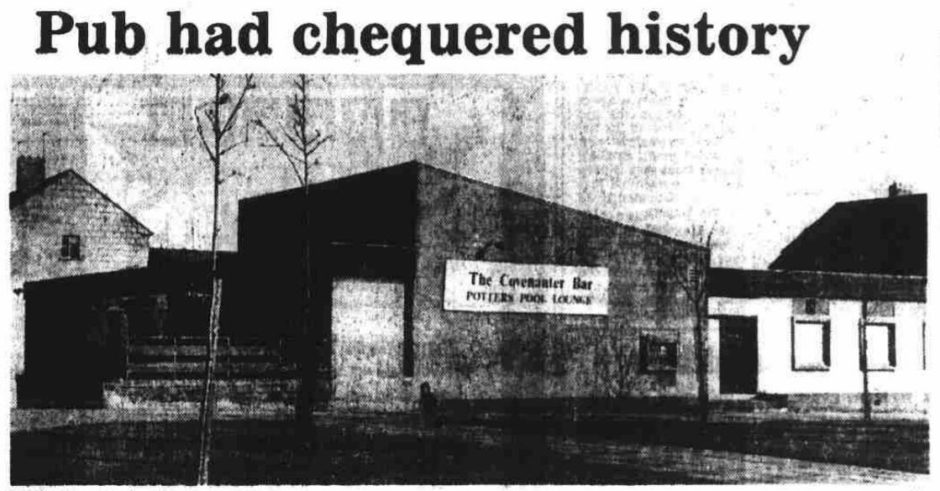 Pub had chequered history
The Covenanter Bar
POTTERS POOL LOUNGE